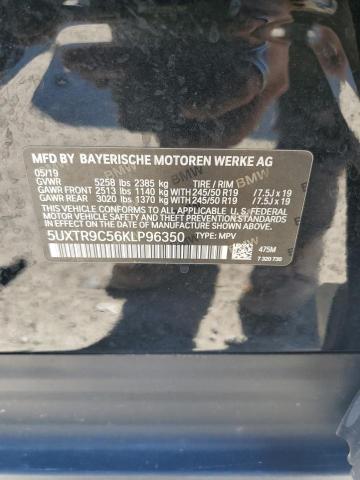 MFD BY BAYERISCHE MOTOREN WERKE AG
05/19
GVWR 5258 lbs 2385 kg TIRE / RIM
GAWR FRONT 2513 lbs 1140 kg WITH 245/50 R19 / 7.5J x 19
GAWR REAR 3020 lbs 1370 kg WITH 245/50 R19 / 7.5J x 19
THIS VEHICLE CONFORMS TO ALL APPLICABLE
FEDERAL MOTOR VEHICLE SAFETY, BUMPER, AND
THEFT PREVENTION STANDARDS IN EFFECT ON THE
DATE OF MANUFACTURE SHOWN ABOVE.
5UXTR9C56KLP96350 TYPE: MPV
475M
7 320 730